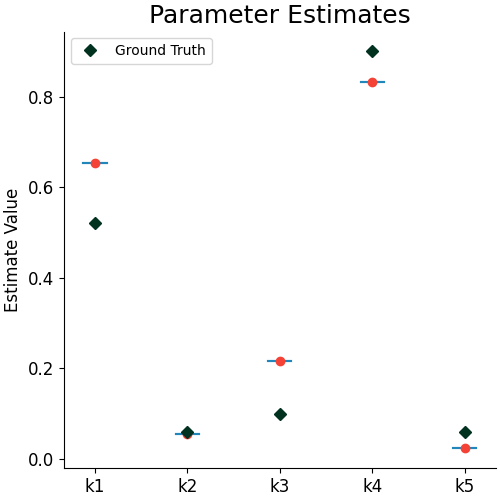 Parameter Estimates
Ground Truth
Estimate Value
0.8
0.6
0.4
0.2
0.0
k1 k2 k3 k4 k5